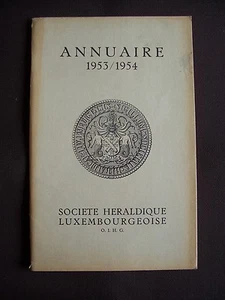 ANNUAIRE
1953/1954
SOCIETE HERALDIQUE
LUXEMBOURGEOISE
O. I. H. G.